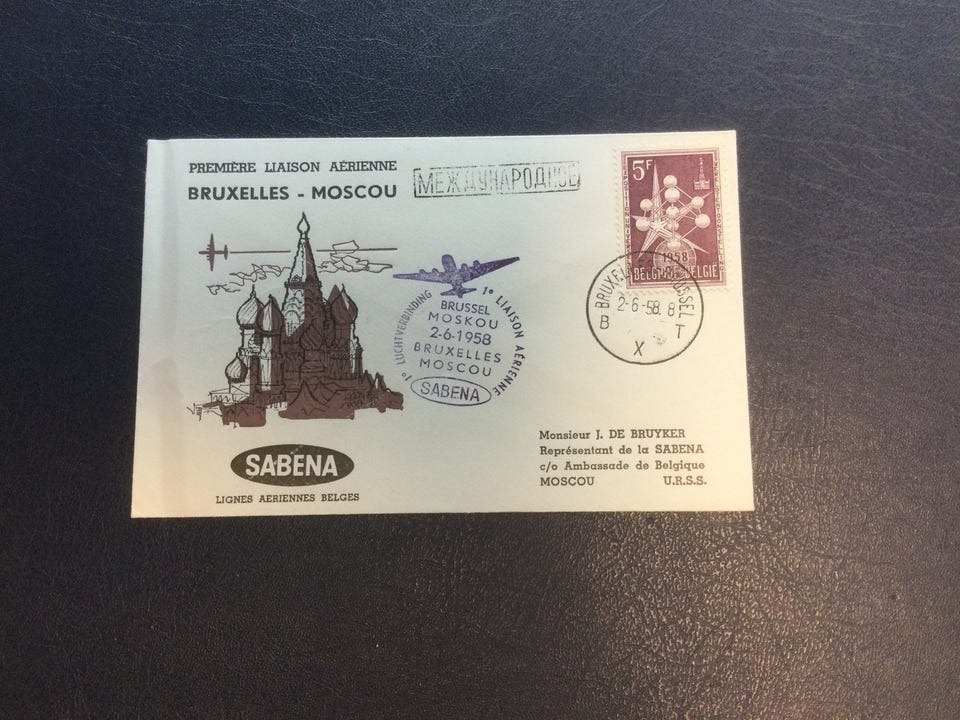 PREMIÈRE LIAISON AÉRIENNE
BRUXELLES - MOSCOU
МЕЖДУНАРОДНОЕ
5F
1958
BELGIQUE-BELGIË
BRUXELLES BRUSSEL
2-6-58. 8
B T
X
1e LUCHTVERBINDING
1e LIAISON AÉRIENNE
BRUSSEL
MOSKOU
2-6-1958
BRUXELLES
MOSCOU
SABENA
SABENA
LIGNES AERIENNES BELGES
Monsieur J. DE BRUYKER
Représentant de la SABENA
c/o Ambassade de Belgique
MOSCOU U.R.S.S.